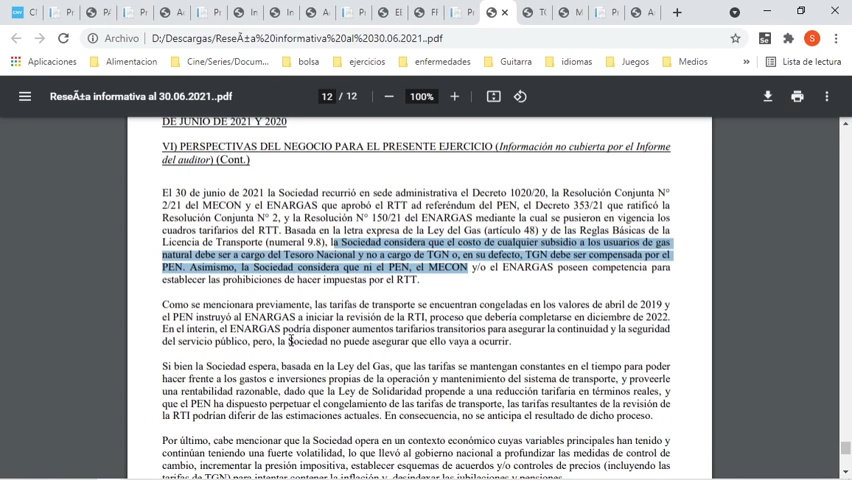 Archivo
D:/Descargas/ReseÃ±a%20informativa%20al%2030.06.2021..pdf
Aplicaciones
Alimentacion
Cine/Series/Docum...
bolsa
ejercicios
enfermedades
Guitarra
idiomas
Juegos
Medios
Lista de lectura
ReseÃ±a informativa al 30.06.2021..pdf
12 / 12
100%
DE JUNIO DE 2021 Y 2020
VI) PERSPECTIVAS DEL NEGOCIO PARA EL PRESENTE EJERCICIO (Información no cubierta por el Informe
del auditor) (Cont.)
El 30 de junio de 2021 la Sociedad recurrió en sede administrativa el Decreto 1020/20, la Resolución Conjunta N°
2/21 del MECON y el ENARGAS que aprobó el RTT ad referéndum del PEN, el Decreto 353/21 que ratificó la
Resolución Conjunta N° 2, y la Resolución N° 150/21 del ENARGAS mediante la cual se pusieron en vigencia los
cuadros tarifarios del RTT. Basada en la letra expresa de la Ley del Gas (artículo 48) y de las Reglas Básicas de la
Licencia de Transporte (numeral 9.8), la Sociedad considera que el costo de cualquier subsidio a los usuarios de gas
natural debe ser a cargo del Tesoro Nacional y no a cargo de TGN o, en su defecto, TGN debe ser compensada por el
PEN. Asimismo, la Sociedad considera que ni el PEN, el MECON y/o el ENARGAS poseen competencia para
establecer las prohibiciones de hacer impuestas por el RTT.
Como se mencionara previamente, las tarifas de transporte se encuentran congeladas en los valores de abril de 2019 y
el PEN instruyó al ENARGAS a iniciar la revisión de la RTI, proceso que debería completarse en diciembre de 2022.
En el ínterin, el ENARGAS podría disponer aumentos tarifarios transitorios para asegurar la continuidad y la seguridad
del servicio público, pero, la Sociedad no puede asegurar que ello vaya a ocurrir.
Si bien la Sociedad espera, basada en la Ley del Gas, que las tarifas se mantengan constantes en el tiempo para poder
hacer frente a los gastos e inversiones propias de la operación y mantenimiento del sistema de transporte, y proveerle
una rentabilidad razonable, dado que la Ley de Solidaridad propende a una reducción tarifaria en términos reales, y
que el PEN ha dispuesto perpetuar el congelamiento de las tarifas de transporte, las tarifas resultantes de la revisión de
la RTI podrían diferir de las estimaciones actuales. En consecuencia, no se anticipa el resultado de dicho proceso.
Por último, cabe mencionar que la Sociedad opera en un contexto económico cuyas variables principales han tenido y
continúan teniendo una fuerte volatilidad, lo que llevó al gobierno nacional a profundizar las medidas de control de
cambio, incrementar la presión impositiva, establecer esquemas de acuerdos y/o controles de precios (incluyendo las
tarifas de TGN) para intentar contener la inflación y, desindexar las jubilaciones y pensiones.